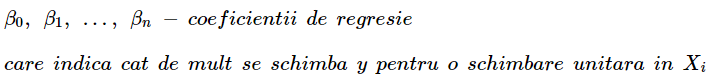 β₀, β₁, …, βₙ − coeficientii de regresie
care indica cat de mult se schimba y pentru o schimbare unitara in Xᵢ